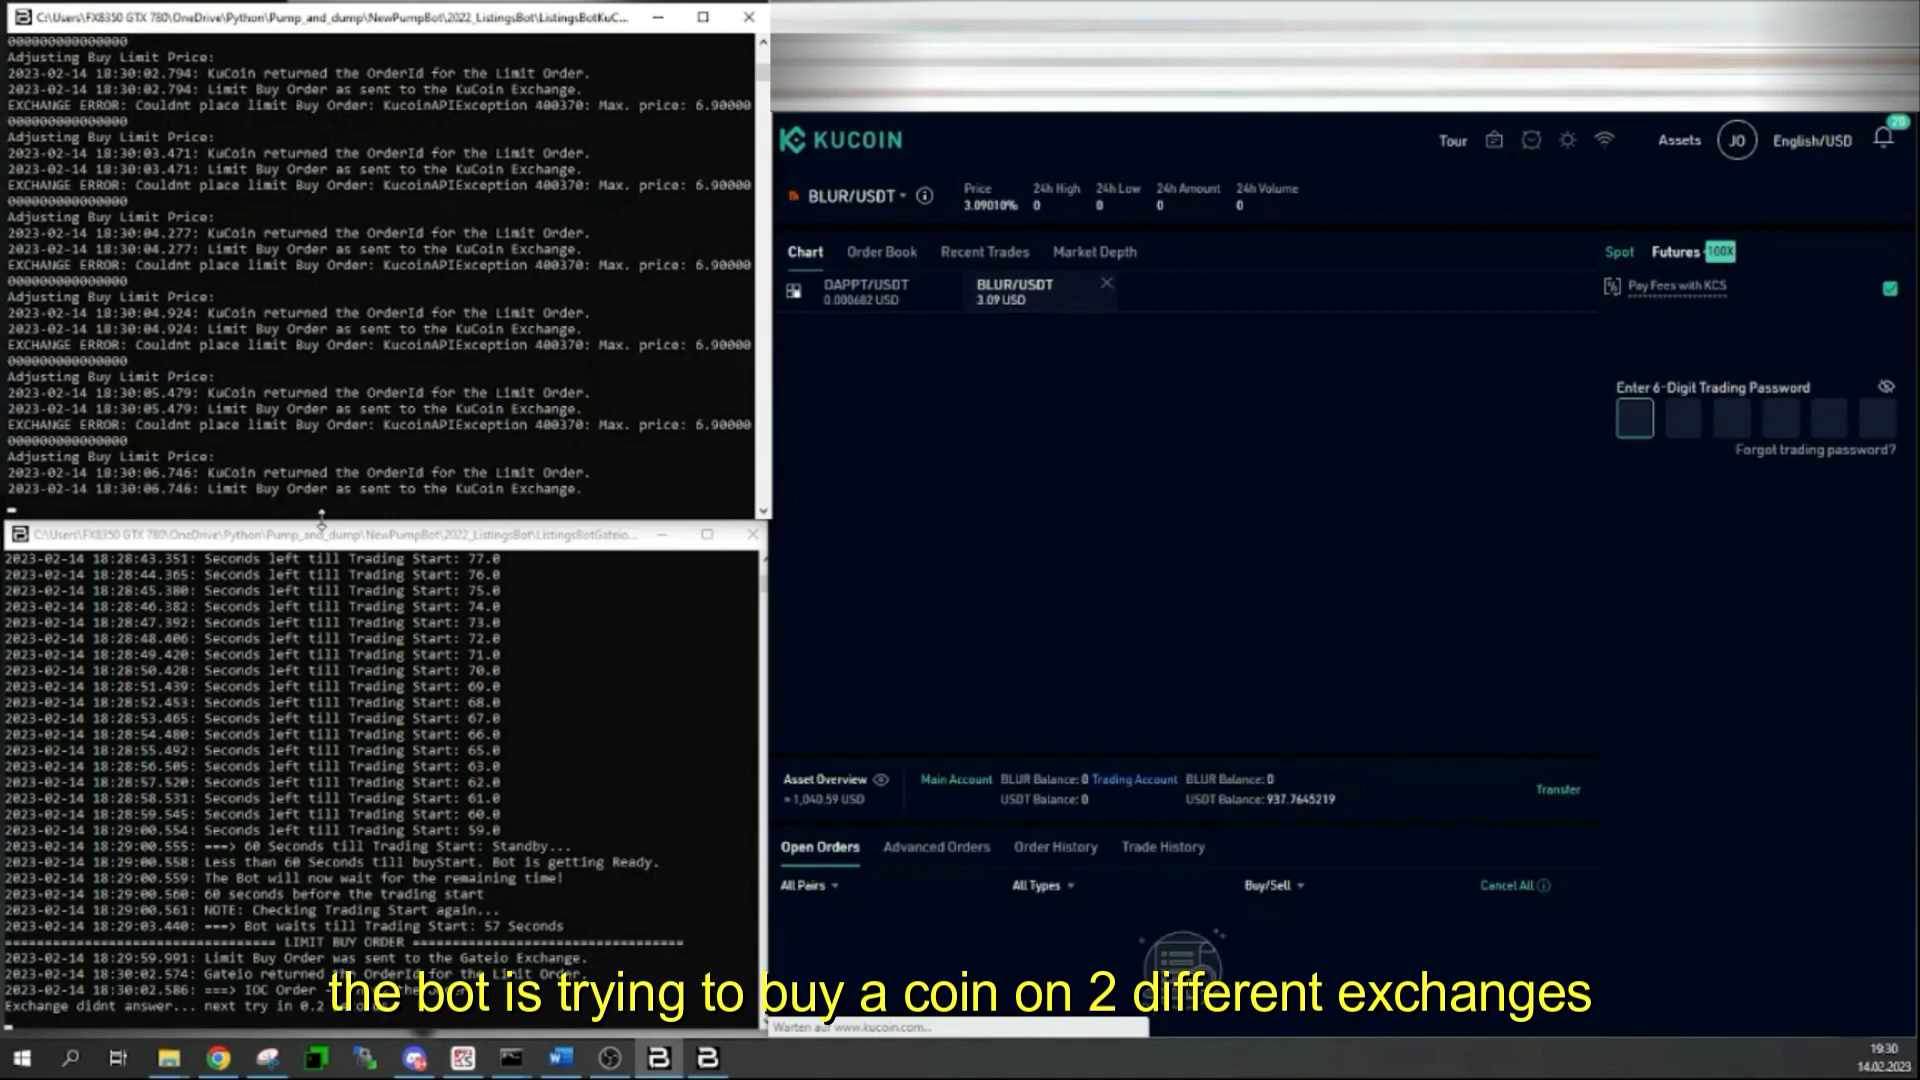 C:\Users\FX8350 GTX 780\OneDrive\Python\Pump_and_dump\NewPumpBot\2022_ListingsBot\ListingsBotKuC...
000000000000000
Adjusting Buy Limit Price:
2023-02-14 18:30:02.794: KuCoin returned the OrderId for the Limit Order.
2023-02-14 18:30:02.794: Limit Buy Order as sent to the KuCoin Exchange.
EXCHANGE ERROR: Couldnt place limit Buy Order: KucoinAPIException 400370: Max. price: 6.90000
000000000000000
Adjusting Buy Limit Price:
2023-02-14 18:30:03.471: KuCoin returned the OrderId for the Limit Order.
2023-02-14 18:30:03.471: Limit Buy Order as sent to the KuCoin Exchange.
EXCHANGE ERROR: Couldnt place limit Buy Order: KucoinAPIException 400370: Max. price: 6.90000
000000000000000
Adjusting Buy Limit Price:
2023-02-14 18:30:04.277: KuCoin returned the OrderId for the Limit Order.
2023-02-14 18:30:04.277: Limit Buy Order as sent to the KuCoin Exchange.
EXCHANGE ERROR: Couldnt place limit Buy Order: KucoinAPIException 400370: Max. price: 6.90000
000000000000000
Adjusting Buy Limit Price:
2023-02-14 18:30:04.924: KuCoin returned the OrderId for the Limit Order.
2023-02-14 18:30:04.924: Limit Buy Order as sent to the KuCoin Exchange.
EXCHANGE ERROR: Couldnt place limit Buy Order: KucoinAPIException 400370: Max. price: 6.90000
000000000000000
Adjusting Buy Limit Price:
2023-02-14 18:30:05.479: KuCoin returned the OrderId for the Limit Order.
2023-02-14 18:30:05.479: Limit Buy Order as sent to the KuCoin Exchange.
EXCHANGE ERROR: Couldnt place limit Buy Order: KucoinAPIException 400370: Max. price: 6.90000
000000000000000
Adjusting Buy Limit Price:
2023-02-14 18:30:06.746: KuCoin returned the OrderId for the Limit Order.
2023-02-14 18:30:06.746: Limit Buy Order as sent to the KuCoin Exchange.
C:\Users\FX8350 GTX 780\OneDrive\Python\Pump_and_dump\NewPumpBot\2022_ListingsBot\ListingsBotGateio...
2023-02-14 18:28:43.351: Seconds left till Trading Start: 77.0
2023-02-14 18:28:44.365: Seconds left till Trading Start: 76.0
2023-02-14 18:28:45.380: Seconds left till Trading Start: 75.0
2023-02-14 18:28:46.382: Seconds left till Trading Start: 74.0
2023-02-14 18:28:47.392: Seconds left till Trading Start: 73.0
2023-02-14 18:28:48.406: Seconds left till Trading Start: 72.0
2023-02-14 18:28:49.420: Seconds left till Trading Start: 71.0
2023-02-14 18:28:50.428: Seconds left till Trading Start: 70.0
2023-02-14 18:28:51.439: Seconds left till Trading Start: 69.0
2023-02-14 18:28:52.453: Seconds left till Trading Start: 68.0
2023-02-14 18:28:53.465: Seconds left till Trading Start: 67.0
2023-02-14 18:28:54.480: Seconds left till Trading Start: 66.0
2023-02-14 18:28:55.492: Seconds left till Trading Start: 65.0
2023-02-14 18:28:56.505: Seconds left till Trading Start: 63.0
2023-02-14 18:28:57.520: Seconds left till Trading Start: 62.0
2023-02-14 18:28:58.531: Seconds left till Trading Start: 61.0
2023-02-14 18:28:59.545: Seconds left till Trading Start: 60.0
2023-02-14 18:29:00.554: Seconds left till Trading Start: 59.0
2023-02-14 18:29:00.555: ---> 60 Seconds till Trading Start: Standby...
2023-02-14 18:29:00.558: Less than 60 Seconds till buyStart. Bot is getting Ready.
2023-02-14 18:29:00.559: The Bot will now wait for the remaining time!
2023-02-14 18:29:00.560: 60 seconds before the trading start
2023-02-14 18:29:00.561: NOTE: Checking Trading Start again...
2023-02-14 18:29:03.440: ---> Bot waits till Trading Start: 57 Seconds
================================== LIMIT BUY ORDER ==================================
2023-02-14 18:29:59.991: Limit Buy Order was sent to the Gateio Exchange.
2023-02-14 18:30:02.574: Gateio returned the OrderId for the Limit Order.
2023-02-14 18:30:02.586: ===> IOC Order
Exchange didnt answer... next try in 0.2
KUCOIN
Tour
Assets
JO
English/USD
20
BLUR/USDT
Price
24h High
24h Low
24h Amount
24h Volume
3.09010%
0
0
0
0
Chart
Order Book
Recent Trades
Market Depth
Spot
Futures
100X
DAPPT/USDT
0.000682 USD
BLUR/USDT
3.09 USD
Pay Fees with KCS
Enter 6-Digit Trading Password
Forgot trading password?
Asset Overview
≈ 1,040.59 USD
Main Account
BLUR Balance: 0
USDT Balance: 0
Trading Account
BLUR Balance: 0
USDT Balance: 937.7645219
Transfer
Open Orders
Advanced Orders
Order History
Trade History
All Pairs
All Types
Buy/Sell
Cancel All
the bot is trying to buy a coin on 2 different exchanges
Warten auf www.kucoin.com...
19:30
14.02.2023